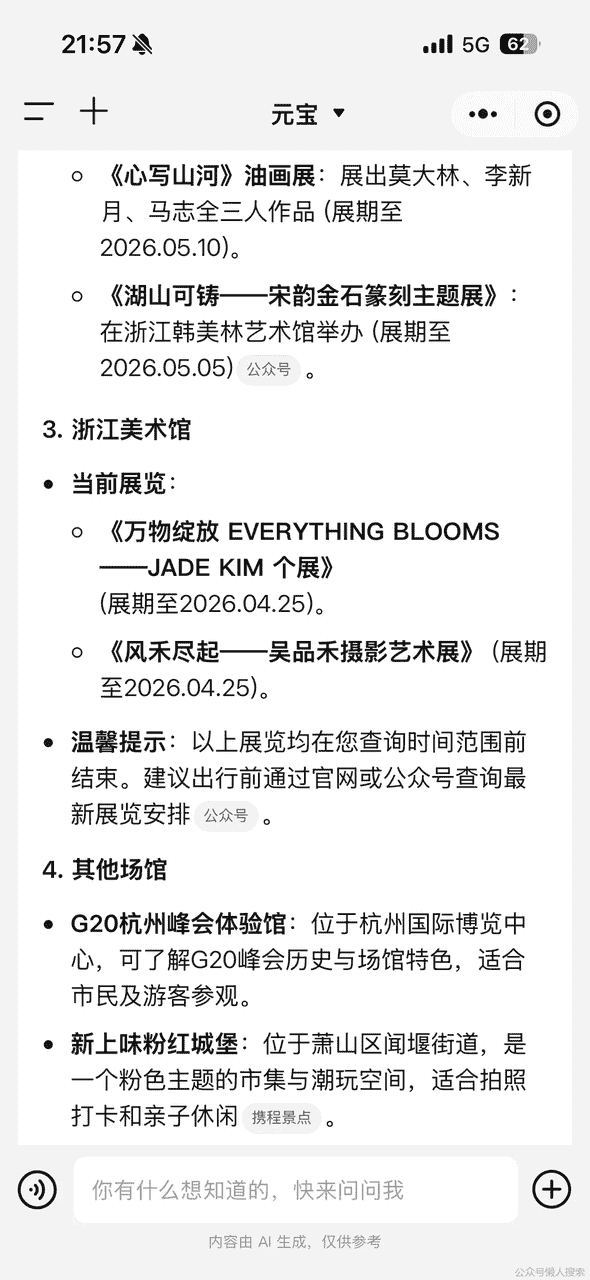 21:57
5G
62
元宝
《心写山河》油画展：展出莫大林、李新
月、马志全三人作品 (展期至
2026.05.10)。
《湖山可铸——宋韵金石篆刻主题展》：
在浙江韩美林艺术馆举办 (展期至
2026.05.05) 公众号 。
3. 浙江美术馆
当前展览：
《万物绽放 EVERYTHING BLOOMS
——JADE KIM 个展》
(展期至2026.04.25)。
《风禾尽起——吴品禾摄影艺术展》 (展期
至2026.04.25)。
温馨提示：以上展览均在您查询时间范围前
结束。建议出行前通过官网或公众号查询最
新展览安排 公众号 。
4. 其他场馆
G20杭州峰会体验馆：位于杭州国际博览中
心，可了解G20峰会历史与场馆特色，适合
市民及游客参观。
新上味粉红城堡：位于萧山区闻堰街道，是
一个粉色主题的市集与潮玩空间，适合拍照
打卡和亲子休闲 携程景点 。
你有什么想知道的，快来问问我
内容由 AI 生成，仅供参考
公众号懒人搜索